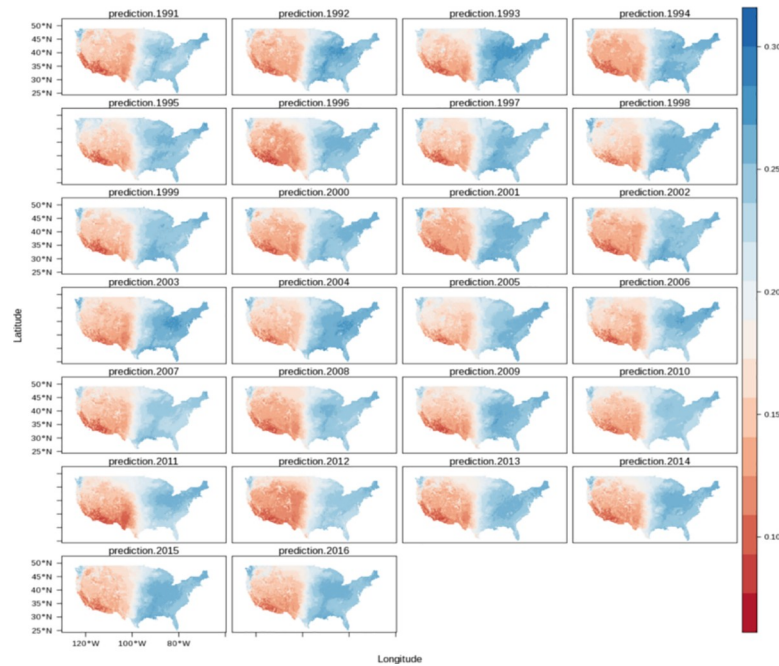 prediction.1991 prediction.1992 prediction.1993 prediction.1994
50°N
45°N
40°N
35°N
30°N
25°N
prediction.1995 prediction.1996 prediction.1997 prediction.1998
prediction.1999 prediction.2000 prediction.2001 prediction.2002
50°N
45°N
40°N
35°N
30°N
25°N
prediction.2003 prediction.2004 prediction.2005 prediction.2006
prediction.2007 prediction.2008 prediction.2009 prediction.2010
50°N
45°N
40°N
35°N
30°N
25°N
prediction.2011 prediction.2012 prediction.2013 prediction.2014
prediction.2015 prediction.2016
50°N
45°N
40°N
35°N
30°N
25°N
120°W 100°W 80°W
Latitude
Longitude
0.30
0.25
0.20
0.15
0.10